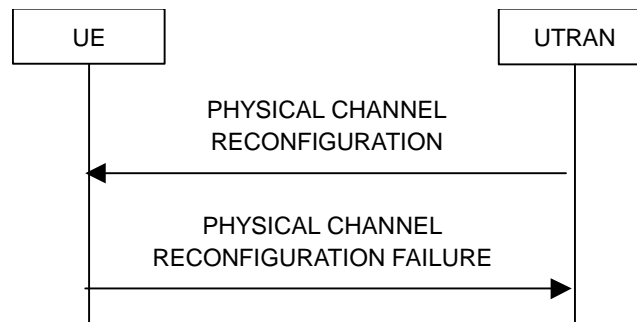 UE
UTRAN
PHYSICAL CHANNEL
RECONFIGURATION
PHYSICAL CHANNEL
RECONFIGURATION FAILURE